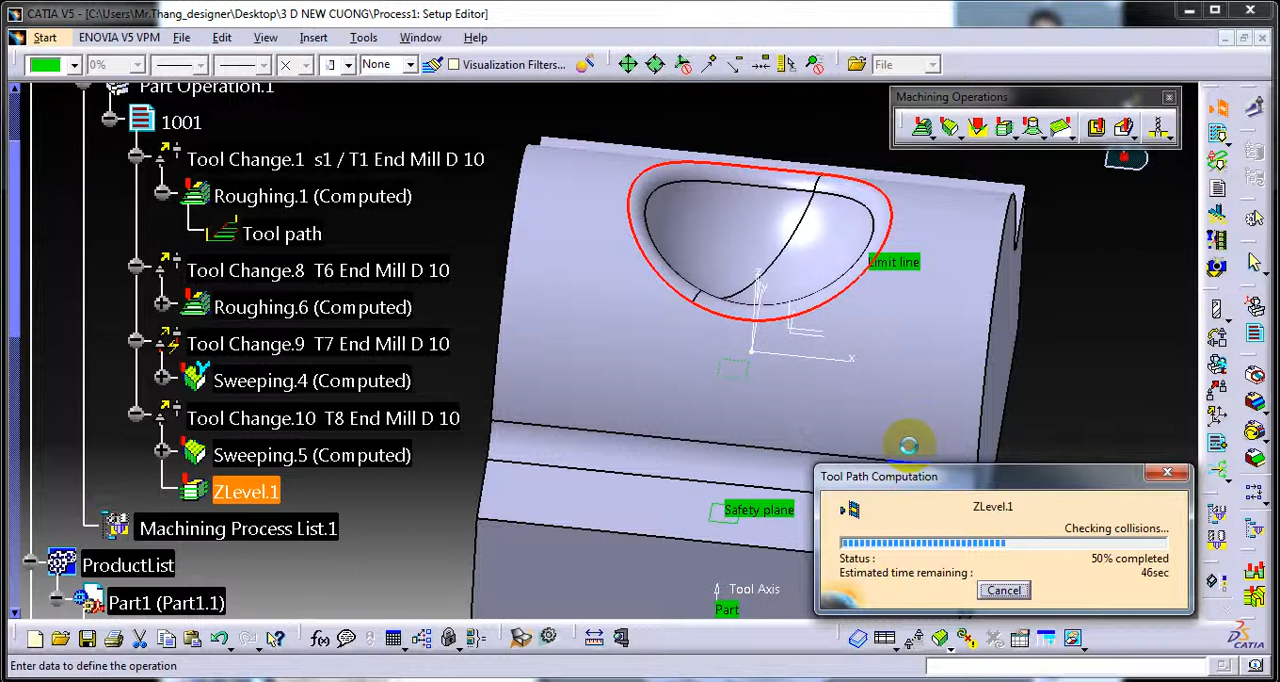 CATIA V5 - [C:\Users\Mr.Thang_designer\Desktop\3 D NEW CUONG\Process1: Setup Editor]
Start ENOVIA V5 VPM File Edit View Insert Tools Window Help
0% None Visualization Filters... File
Part Operation.1
Machining Operations
1001
Tool Change.1 s1 / T1 End Mill D 10
Roughing.1 (Computed)
Tool path
Tool Change.8 T6 End Mill D 10
Roughing.6 (Computed)
Tool Change.9 T7 End Mill D 10
Sweeping.4 (Computed)
Tool Change.10 T8 End Mill D 10
Sweeping.5 (Computed)
ZLevel.1
Machining Process List.1
ProductList
Part1 (Part1.1)
Limit line
z
y
x
Safety plane
Tool Axis
Part
Tool Path Computation
ZLevel.1
Checking collisions...
Status : 50% completed
Estimated time remaining : 46sec
Cancel
DS CATIA
Enter data to define the operation